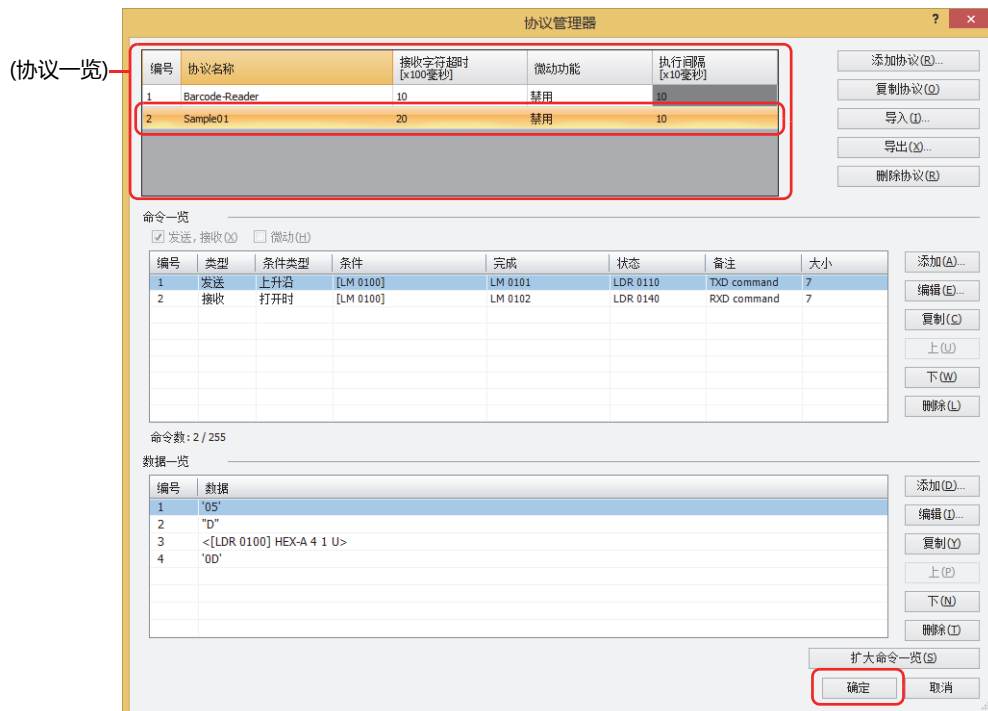 协议管理器
?
×
(协议一览)
编号 协议名称 接收字符超时 [x100毫秒] 微动功能 执行间隔 [x10毫秒]
1 Barcode-Reader 10 禁用 10
2 Sample01 20 禁用 10
添加协议(R)...
复制协议(O)
导入(I)...
导出(X)...
删除协议(R)
命令一览
发送, 接收(X) 微动(H)
编号 类型 条件类型 条件 完成 状态 备注 大小
1 发送 上升沿 [LM 0100] LM 0101 LDR 0110 TXD command 7
2 接收 打开时 [LM 0100] LM 0102 LDR 0140 RXD command 7
添加(A)...
编辑(E)...
复制(C)
上(U)
下(W)
删除(L)
命令数: 2 / 255
数据一览
编号 数据
1 '05'
2 "D"
3 <[LDR 0100] HEX-A 4 1 U>
4 '0D'
添加(D)...
编辑(I)...
复制(Y)
上(P)
下(N)
删除(T)
扩大命令一览(S)
确定 取消